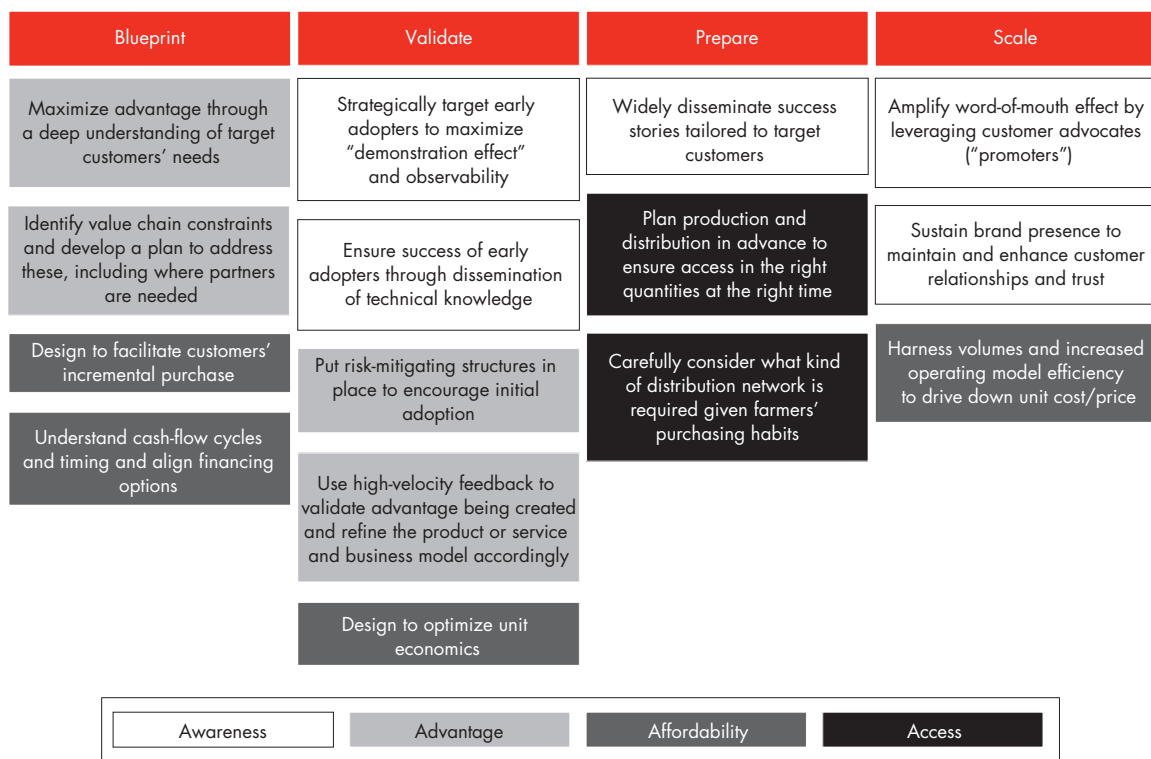 Blueprint
Maximize advantage through
a deep understanding of target
customers’ needs
Identify value chain constraints
and develop a plan to address
these, including where partners
are needed
Design to facilitate customers’
incremental purchase
Understand cash-flow cycles
and timing and align financing
options
Validate
Strategically target early
adopters to maximize
“demonstration effect”
and observability
Ensure success of early
adopters through dissemination
of technical knowledge
Put risk-mitigating structures in
place to encourage initial
adoption
Use high-velocity feedback to
validate advantage being created
and refine the product or service
and business model accordingly
Design to optimize unit
economics
Prepare
Widely disseminate success
stories tailored to target
customers
Plan production and
distribution in advance to
ensure access in the right
quantities at the right time
Carefully consider what kind
of distribution network is
required given farmers’
purchasing habits
Scale
Amplify word-of-mouth effect by
leveraging customer advocates
(“promoters”)
Sustain brand presence to
maintain and enhance customer
relationships and trust
Harness volumes and increased
operating model efficiency
to drive down unit cost/price
Awareness
Advantage
Affordability
Access